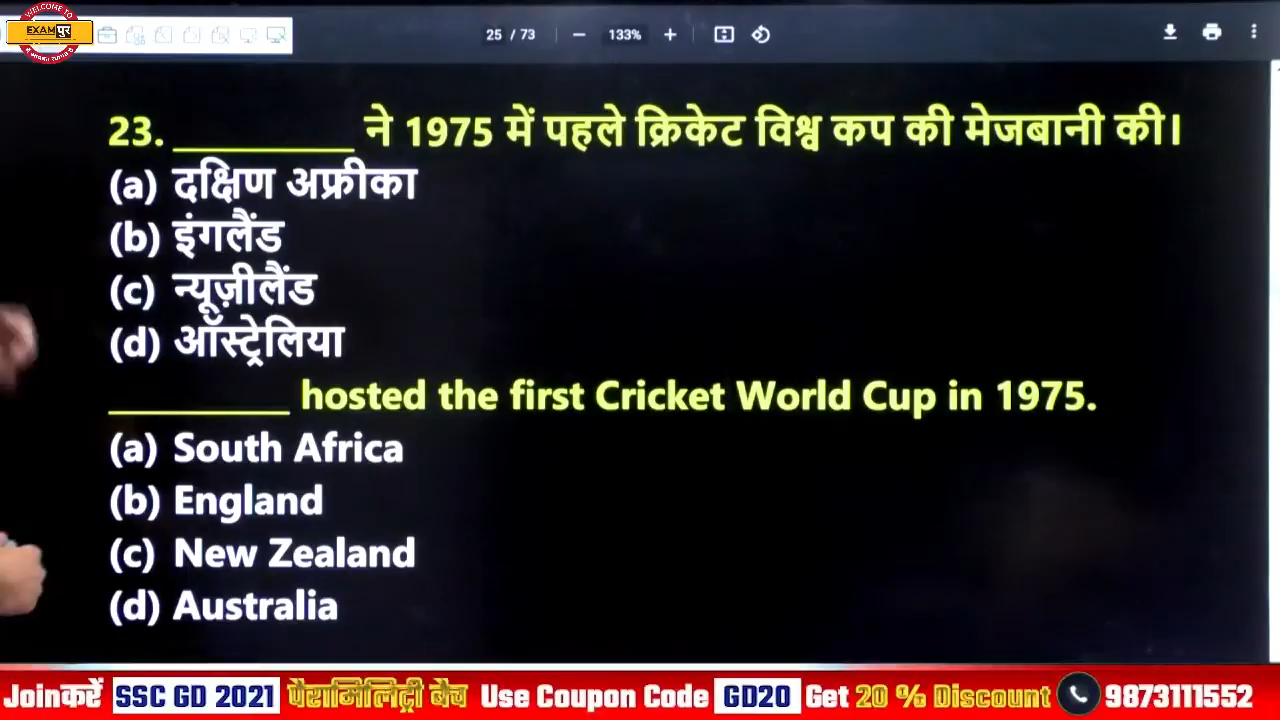 WELCOME TO
EXAMपुर
25 / 73
133%
23. __________ ने 1975 में पहले क्रिकेट विश्व कप की मेजबानी की।
(a) दक्षिण अफ्रीका
(b) इंगलैंड
(c) न्यूज़ीलैंड
(d) ऑस्ट्रेलिया
__________ hosted the first Cricket World Cup in 1975.
(a) South Africa
(b) England
(c) New Zealand
(d) Australia
Joinकरें SSC GD 2021 पैरामिलिट्री बैच Use Coupon Code GD20 Get 20 % Discount 9873111552